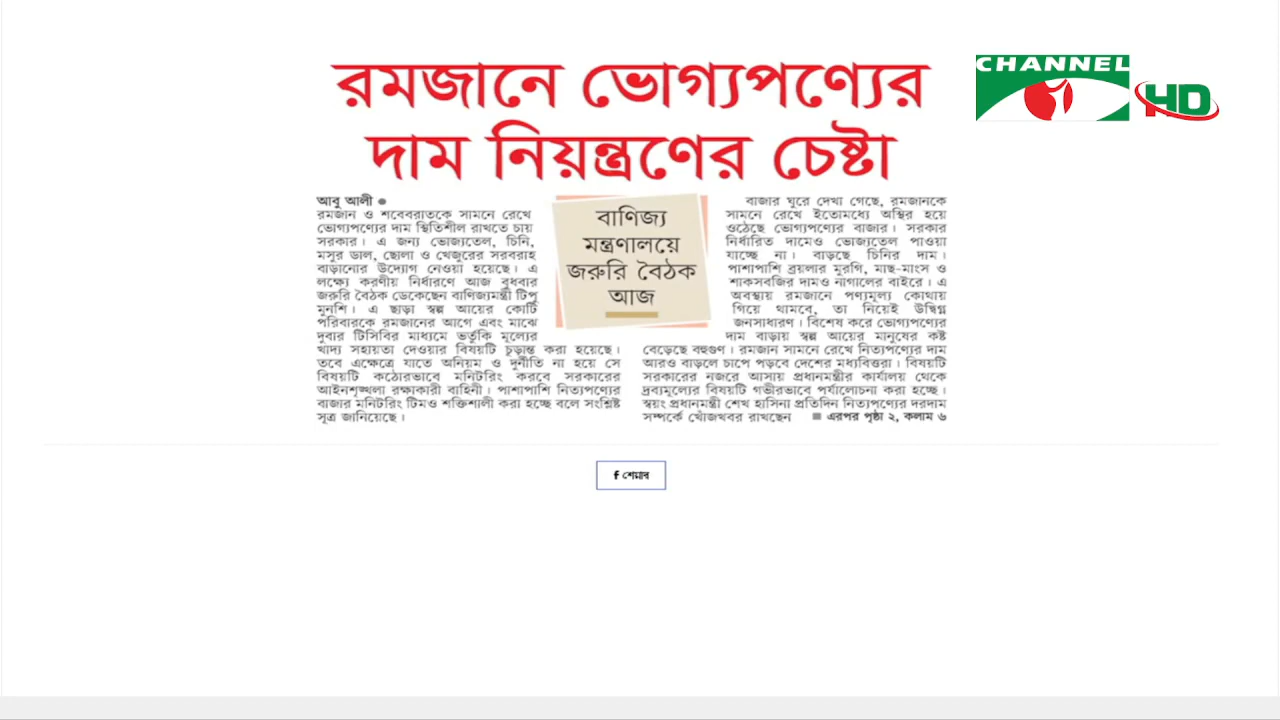 রমজানে ভোগ্যপণ্যের
দাম নিয়ন্ত্রণের চেষ্টা
CHANNEL
HD
আবু আলী ●
রমজান ও শবেবরাতকে সামনে রেখে
ভোগ্যপণ্যের দাম স্থিতিশীল রাখতে চায়
সরকার। এ জন্য ভোজ্যতেল, চিনি,
মসুর ডাল, ছোলা ও খেজুরের সরবরাহ
বাড়ানোর উদ্যোগ নেওয়া হয়েছে। এ
লক্ষ্যে করণীয় নির্ধারণে আজ বুধবার
জরুরি বৈঠক ডেকেছেন বাণিজ্যমন্ত্রী টিপু
মুনশি। এ ছাড়া স্বল্প আয়ের কোটি
পরিবারকে রমজানের আগে এবং মাঝে
দুবার টিসিবির মাধ্যমে ভর্তুকি মূল্যের
খাদ্য সহায়তা দেওয়ার বিষয়টি চূড়ান্ত করা হয়েছে।
তবে এক্ষেত্রে যাতে অনিয়ম ও দুর্নীতি না হয়ে সে
বিষয়টি কঠোরভাবে মনিটরিং করবে সরকারের
আইনশৃঙ্খলা রক্ষাকারী বাহিনী। পাশাপাশি নিত্যপণ্যের
বাজার মনিটরিং টিমও শক্তিশালী করা হচ্ছে বলে সংশ্লিষ্ট
সূত্র জানিয়েছে।
বাণিজ্য
মন্ত্রণালয়ে
জরুরি বৈঠক
আজ
বাজার ঘুরে দেখা গেছে, রমজানকে
সামনে রেখে ইতোমধ্যে অস্থির হয়ে
ওঠেছে ভোগ্যপণ্যের বাজার। সরকার
নির্ধারিত দামেও ভোজ্যতেল পাওয়া
যাচ্ছে না। বাড়ছে চিনির দাম।
পাশাপাশি ব্রয়লার মুরগি, মাছ-মাংস ও
শাকসবজির দামও নাগালের বাইরে। এ
অবস্থায় রমজানে পণ্যমূল্য কোথায়
গিয়ে থামবে, তা নিয়েই উদ্বিগ্ন
জনসাধারণ। বিশেষ করে ভোগ্যপণ্যের
দাম বাড়ায় স্বল্প আয়ের মানুষের কষ্ট
বেড়েছে বহুগুণ। রমজান সামনে রেখে নিত্যপণ্যের দাম
আরও বাড়লে চাপে পড়বে দেশের মধ্যবিত্তরা। বিষয়টি
সরকারের নজরে আসায় প্রধানমন্ত্রীর কার্যালয় থেকে
দ্রব্যমূল্যের বিষয়টি গভীরভাবে পর্যালোচনা করা হচ্ছে।
স্বয়ং প্রধানমন্ত্রী শেখ হাসিনা প্রতিদিন নিত্যপণ্যের দরদাম
সম্পর্কে খোঁজখবর রাখছেন ■ এরপর পৃষ্ঠা ২, কলাম ৬
f শেয়ার